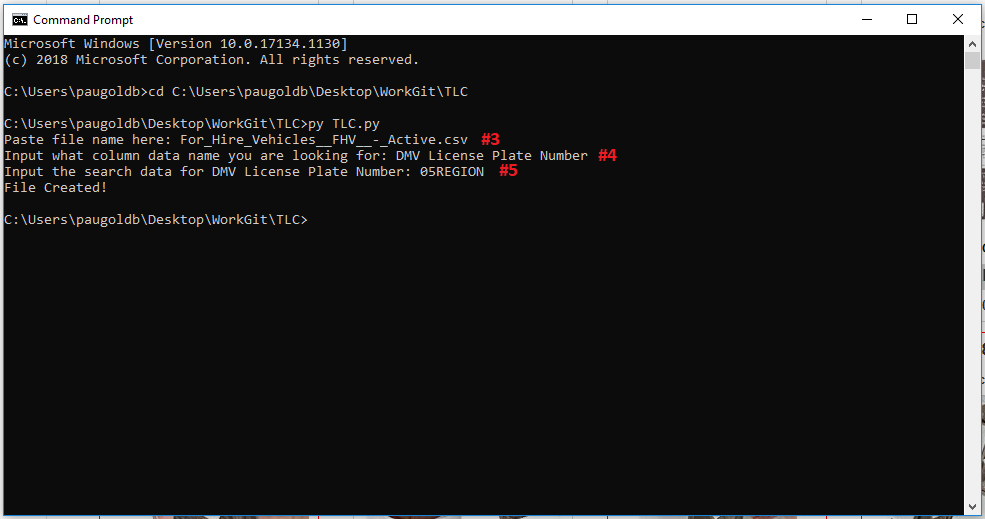 Command Prompt
Microsoft Windows [Version 10.0.17134.1130]
(c) 2018 Microsoft Corporation. All rights reserved.
C:\Users\paugoldb>cd C:\Users\paugoldb\Desktop\WorkGit\TLC
C:\Users\paugoldb\Desktop\WorkGit\TLC>py TLC.py
Paste file name here: For_Hire_Vehicles__FHV__-_Active.csv #3
Input what column data name you are looking for: DMV License Plate Number #4
Input the search data for DMV License Plate Number: 05REGION #5
File Created!
C:\Users\paugoldb\Desktop\WorkGit\TLC>